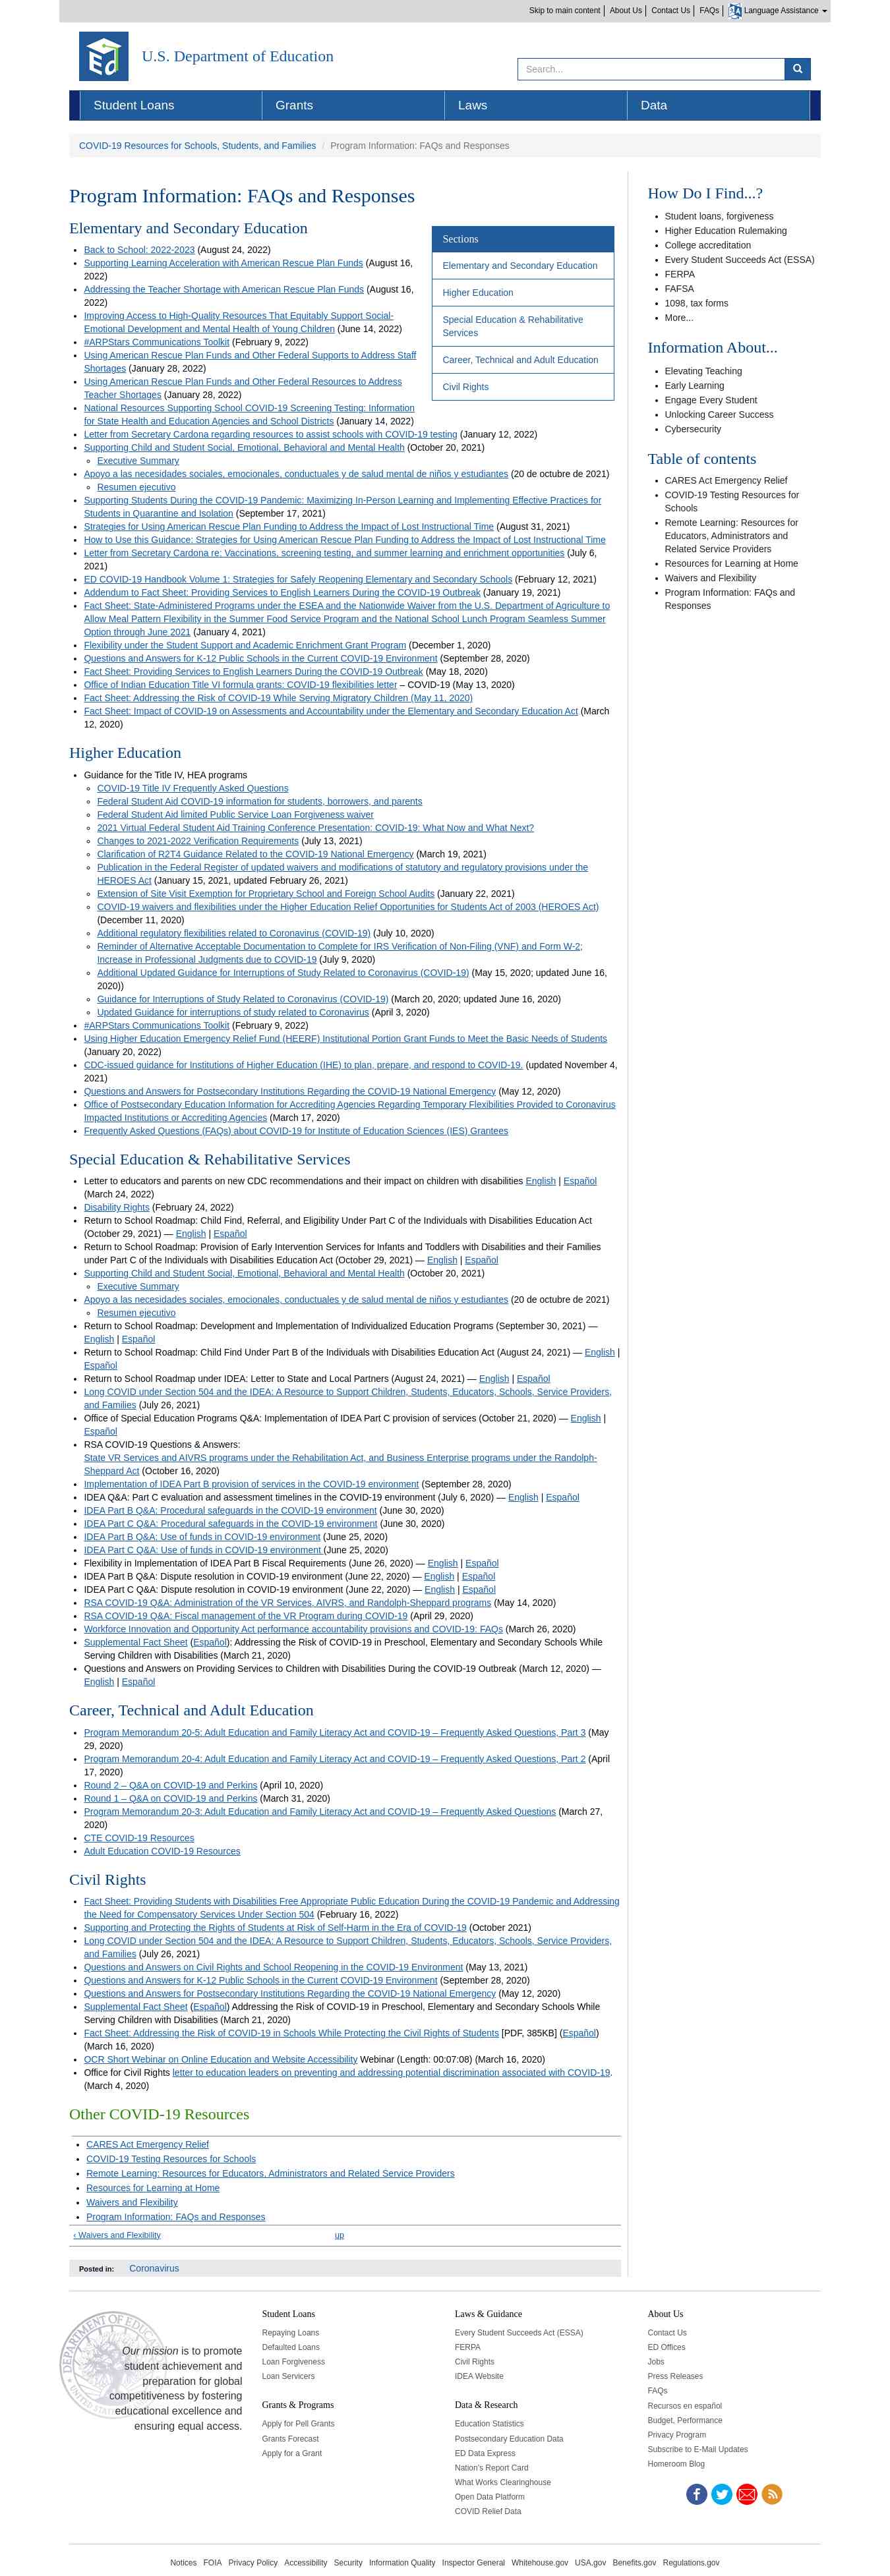 Skip to main content
About Us
Contact Us
FAQs
Language Assistance
Ed
U.S. Department of Education
Search...
Student Loans
Grants
Laws
Data
COVID-19 Resources for Schools, Students, and Families / Program Information: FAQs and Responses
Program Information: FAQs and Responses
Elementary and Secondary Education
Sections
Elementary and Secondary Education
Higher Education
Special Education & Rehabilitative
Services
Career, Technical and Adult Education
Civil Rights
Back to School: 2022-2023 (August 24, 2022)
Supporting Learning Acceleration with American Rescue Plan Funds (August 16,
2022)
Addressing the Teacher Shortage with American Rescue Plan Funds (August 16,
2022)
Improving Access to High-Quality Resources That Equitably Support Social-
Emotional Development and Mental Health of Young Children (June 14, 2022)
#ARPStars Communications Toolkit (February 9, 2022)
Using American Rescue Plan Funds and Other Federal Supports to Address Staff
Shortages (January 28, 2022)
Using American Rescue Plan Funds and Other Federal Resources to Address
Teacher Shortages (January 28, 2022)
National Resources Supporting School COVID-19 Screening Testing: Information
for State Health and Education Agencies and School Districts (January 14, 2022)
Letter from Secretary Cardona regarding resources to assist schools with COVID-19 testing (January 12, 2022)
Supporting Child and Student Social, Emotional, Behavioral and Mental Health (October 20, 2021)
Executive Summary
Apoyo a las necesidades sociales, emocionales, conductuales y de salud mental de niños y estudiantes (20 de octubre de 2021)
Resumen ejecutivo
Supporting Students During the COVID-19 Pandemic: Maximizing In-Person Learning and Implementing Effective Practices for
Students in Quarantine and Isolation (September 17, 2021)
Strategies for Using American Rescue Plan Funding to Address the Impact of Lost Instructional Time (August 31, 2021)
How to Use this Guidance: Strategies for Using American Rescue Plan Funding to Address the Impact of Lost Instructional Time
Letter from Secretary Cardona re: Vaccinations, screening testing, and summer learning and enrichment opportunities (July 6,
2021)
ED COVID-19 Handbook Volume 1: Strategies for Safely Reopening Elementary and Secondary Schools (February 12, 2021)
Addendum to Fact Sheet: Providing Services to English Learners During the COVID-19 Outbreak (January 19, 2021)
Fact Sheet: State-Administered Programs under the ESEA and the Nationwide Waiver from the U.S. Department of Agriculture to
Allow Meal Pattern Flexibility in the Summer Food Service Program and the National School Lunch Program Seamless Summer
Option through June 2021 (January 4, 2021)
Flexibility under the Student Support and Academic Enrichment Grant Program (December 1, 2020)
Questions and Answers for K-12 Public Schools in the Current COVID-19 Environment (September 28, 2020)
Fact Sheet: Providing Services to English Learners During the COVID-19 Outbreak (May 18, 2020)
Office of Indian Education Title VI formula grants: COVID-19 flexibilities letter – COVID-19 (May 13, 2020)
Fact Sheet: Addressing the Risk of COVID-19 While Serving Migratory Children (May 11, 2020)
Fact Sheet: Impact of COVID-19 on Assessments and Accountability under the Elementary and Secondary Education Act (March
12, 2020)
Higher Education
Guidance for the Title IV, HEA programs
COVID-19 Title IV Frequently Asked Questions
Federal Student Aid COVID-19 information for students, borrowers, and parents
Federal Student Aid limited Public Service Loan Forgiveness waiver
2021 Virtual Federal Student Aid Training Conference Presentation: COVID-19: What Now and What Next?
Changes to 2021-2022 Verification Requirements (July 13, 2021)
Clarification of R2T4 Guidance Related to the COVID-19 National Emergency (March 19, 2021)
Publication in the Federal Register of updated waivers and modifications of statutory and regulatory provisions under the
HEROES Act (January 15, 2021, updated February 26, 2021)
Extension of Site Visit Exemption for Proprietary School and Foreign School Audits (January 22, 2021)
COVID-19 waivers and flexibilities under the Higher Education Relief Opportunities for Students Act of 2003 (HEROES Act)
(December 11, 2020)
Additional regulatory flexibilities related to Coronavirus (COVID-19) (July 10, 2020)
Reminder of Alternative Acceptable Documentation to Complete for IRS Verification of Non-Filing (VNF) and Form W-2;
Increase in Professional Judgments due to COVID-19 (July 9, 2020)
Additional Updated Guidance for Interruptions of Study Related to Coronavirus (COVID-19) (May 15, 2020; updated June 16,
2020))
Guidance for Interruptions of Study Related to Coronavirus (COVID-19) (March 20, 2020; updated June 16, 2020)
Updated Guidance for interruptions of study related to Coronavirus (April 3, 2020)
#ARPStars Communications Toolkit (February 9, 2022)
Using Higher Education Emergency Relief Fund (HEERF) Institutional Portion Grant Funds to Meet the Basic Needs of Students
(January 20, 2022)
CDC-issued guidance for Institutions of Higher Education (IHE) to plan, prepare, and respond to COVID-19. (updated November 4,
2021)
Questions and Answers for Postsecondary Institutions Regarding the COVID-19 National Emergency (May 12, 2020)
Office of Postsecondary Education Information for Accrediting Agencies Regarding Temporary Flexibilities Provided to Coronavirus
Impacted Institutions or Accrediting Agencies (March 17, 2020)
Frequently Asked Questions (FAQs) about COVID-19 for Institute of Education Sciences (IES) Grantees
Special Education & Rehabilitative Services
Letter to educators and parents on new CDC recommendations and their impact on children with disabilities English | Español
(March 24, 2022)
Disability Rights (February 24, 2022)
Return to School Roadmap: Child Find, Referral, and Eligibility Under Part C of the Individuals with Disabilities Education Act
(October 29, 2021) — English | Español
Return to School Roadmap: Provision of Early Intervention Services for Infants and Toddlers with Disabilities and their Families
under Part C of the Individuals with Disabilities Education Act (October 29, 2021) — English | Español
Supporting Child and Student Social, Emotional, Behavioral and Mental Health (October 20, 2021)
Executive Summary
Apoyo a las necesidades sociales, emocionales, conductuales y de salud mental de niños y estudiantes (20 de octubre de 2021)
Resumen ejecutivo
Return to School Roadmap: Development and Implementation of Individualized Education Programs (September 30, 2021) —
English | Español
Return to School Roadmap: Child Find Under Part B of the Individuals with Disabilities Education Act (August 24, 2021) — English |
Español
Return to School Roadmap under IDEA: Letter to State and Local Partners (August 24, 2021) — English | Español
Long COVID under Section 504 and the IDEA: A Resource to Support Children, Students, Educators, Schools, Service Providers,
and Families (July 26, 2021)
Office of Special Education Programs Q&A: Implementation of IDEA Part C provision of services (October 21, 2020) — English |
Español
RSA COVID-19 Questions & Answers:
State VR Services and AIVRS programs under the Rehabilitation Act, and Business Enterprise programs under the Randolph-
Sheppard Act (October 16, 2020)
Implementation of IDEA Part B provision of services in the COVID-19 environment (September 28, 2020)
IDEA Q&A: Part C evaluation and assessment timelines in the COVID-19 environment (July 6, 2020) — English | Español
IDEA Part B Q&A: Procedural safeguards in the COVID-19 environment (June 30, 2020)
IDEA Part C Q&A: Procedural safeguards in the COVID-19 environment (June 30, 2020)
IDEA Part B Q&A: Use of funds in COVID-19 environment (June 25, 2020)
IDEA Part C Q&A: Use of funds in COVID-19 environment (June 25, 2020)
Flexibility in Implementation of IDEA Part B Fiscal Requirements (June 26, 2020) — English | Español
IDEA Part B Q&A: Dispute resolution in COVID-19 environment (June 22, 2020) — English | Español
IDEA Part C Q&A: Dispute resolution in COVID-19 environment (June 22, 2020) — English | Español
RSA COVID-19 Q&A: Administration of the VR Services, AIVRS, and Randolph-Sheppard programs (May 14, 2020)
RSA COVID-19 Q&A: Fiscal management of the VR Program during COVID-19 (April 29, 2020)
Workforce Innovation and Opportunity Act performance accountability provisions and COVID-19: FAQs (March 26, 2020)
Supplemental Fact Sheet (Español): Addressing the Risk of COVID-19 in Preschool, Elementary and Secondary Schools While
Serving Children with Disabilities (March 21, 2020)
Questions and Answers on Providing Services to Children with Disabilities During the COVID-19 Outbreak (March 12, 2020) —
English | Español
Career, Technical and Adult Education
Program Memorandum 20-5: Adult Education and Family Literacy Act and COVID-19 – Frequently Asked Questions, Part 3 (May
29, 2020)
Program Memorandum 20-4: Adult Education and Family Literacy Act and COVID-19 – Frequently Asked Questions, Part 2 (April
17, 2020)
Round 2 – Q&A on COVID-19 and Perkins (April 10, 2020)
Round 1 – Q&A on COVID-19 and Perkins (March 31, 2020)
Program Memorandum 20-3: Adult Education and Family Literacy Act and COVID-19 – Frequently Asked Questions (March 27,
2020)
CTE COVID-19 Resources
Adult Education COVID-19 Resources
Civil Rights
Fact Sheet: Providing Students with Disabilities Free Appropriate Public Education During the COVID-19 Pandemic and Addressing
the Need for Compensatory Services Under Section 504 (February 16, 2022)
Supporting and Protecting the Rights of Students at Risk of Self-Harm in the Era of COVID-19 (October 2021)
Long COVID under Section 504 and the IDEA: A Resource to Support Children, Students, Educators, Schools, Service Providers,
and Families (July 26, 2021)
Questions and Answers on Civil Rights and School Reopening in the COVID-19 Environment (May 13, 2021)
Questions and Answers for K-12 Public Schools in the Current COVID-19 Environment (September 28, 2020)
Questions and Answers for Postsecondary Institutions Regarding the COVID-19 National Emergency (May 12, 2020)
Supplemental Fact Sheet (Español) Addressing the Risk of COVID-19 in Preschool, Elementary and Secondary Schools While
Serving Children with Disabilities (March 21, 2020)
Fact Sheet: Addressing the Risk of COVID-19 in Schools While Protecting the Civil Rights of Students [PDF, 385KB] (Español)
(March 16, 2020)
OCR Short Webinar on Online Education and Website Accessibility Webinar (Length: 00:07:08) (March 16, 2020)
Office for Civil Rights letter to education leaders on preventing and addressing potential discrimination associated with COVID-19.
(March 4, 2020)
Other COVID-19 Resources
CARES Act Emergency Relief
COVID-19 Testing Resources for Schools
Remote Learning: Resources for Educators, Administrators and Related Service Providers
Resources for Learning at Home
Waivers and Flexibility
Program Information: FAQs and Responses
‹ Waivers and Flexibility
up
Posted in: Coronavirus
How Do I Find...?
Student loans, forgiveness
Higher Education Rulemaking
College accreditation
Every Student Succeeds Act (ESSA)
FERPA
FAFSA
1098, tax forms
More...
Information About...
Elevating Teaching
Early Learning
Engage Every Student
Unlocking Career Success
Cybersecurity
Table of contents
CARES Act Emergency Relief
COVID-19 Testing Resources for
Schools
Remote Learning: Resources for
Educators, Administrators and
Related Service Providers
Resources for Learning at Home
Waivers and Flexibility
Program Information: FAQs and
Responses
Our mission is to promote
student achievement and
preparation for global
competitiveness by fostering
educational excellence and
ensuring equal access.
Student Loans
Repaying Loans
Defaulted Loans
Loan Forgiveness
Loan Servicers
Grants & Programs
Apply for Pell Grants
Grants Forecast
Apply for a Grant
Laws & Guidance
Every Student Succeeds Act (ESSA)
FERPA
Civil Rights
IDEA Website
Data & Research
Education Statistics
Postsecondary Education Data
ED Data Express
Nation's Report Card
What Works Clearinghouse
Open Data Platform
COVID Relief Data
About Us
Contact Us
ED Offices
Jobs
Press Releases
FAQs
Recursos en español
Budget, Performance
Privacy Program
Subscribe to E-Mail Updates
Homeroom Blog
Notices FOIA Privacy Policy Accessibility Security Information Quality Inspector General Whitehouse.gov USA.gov Benefits.gov Regulations.gov